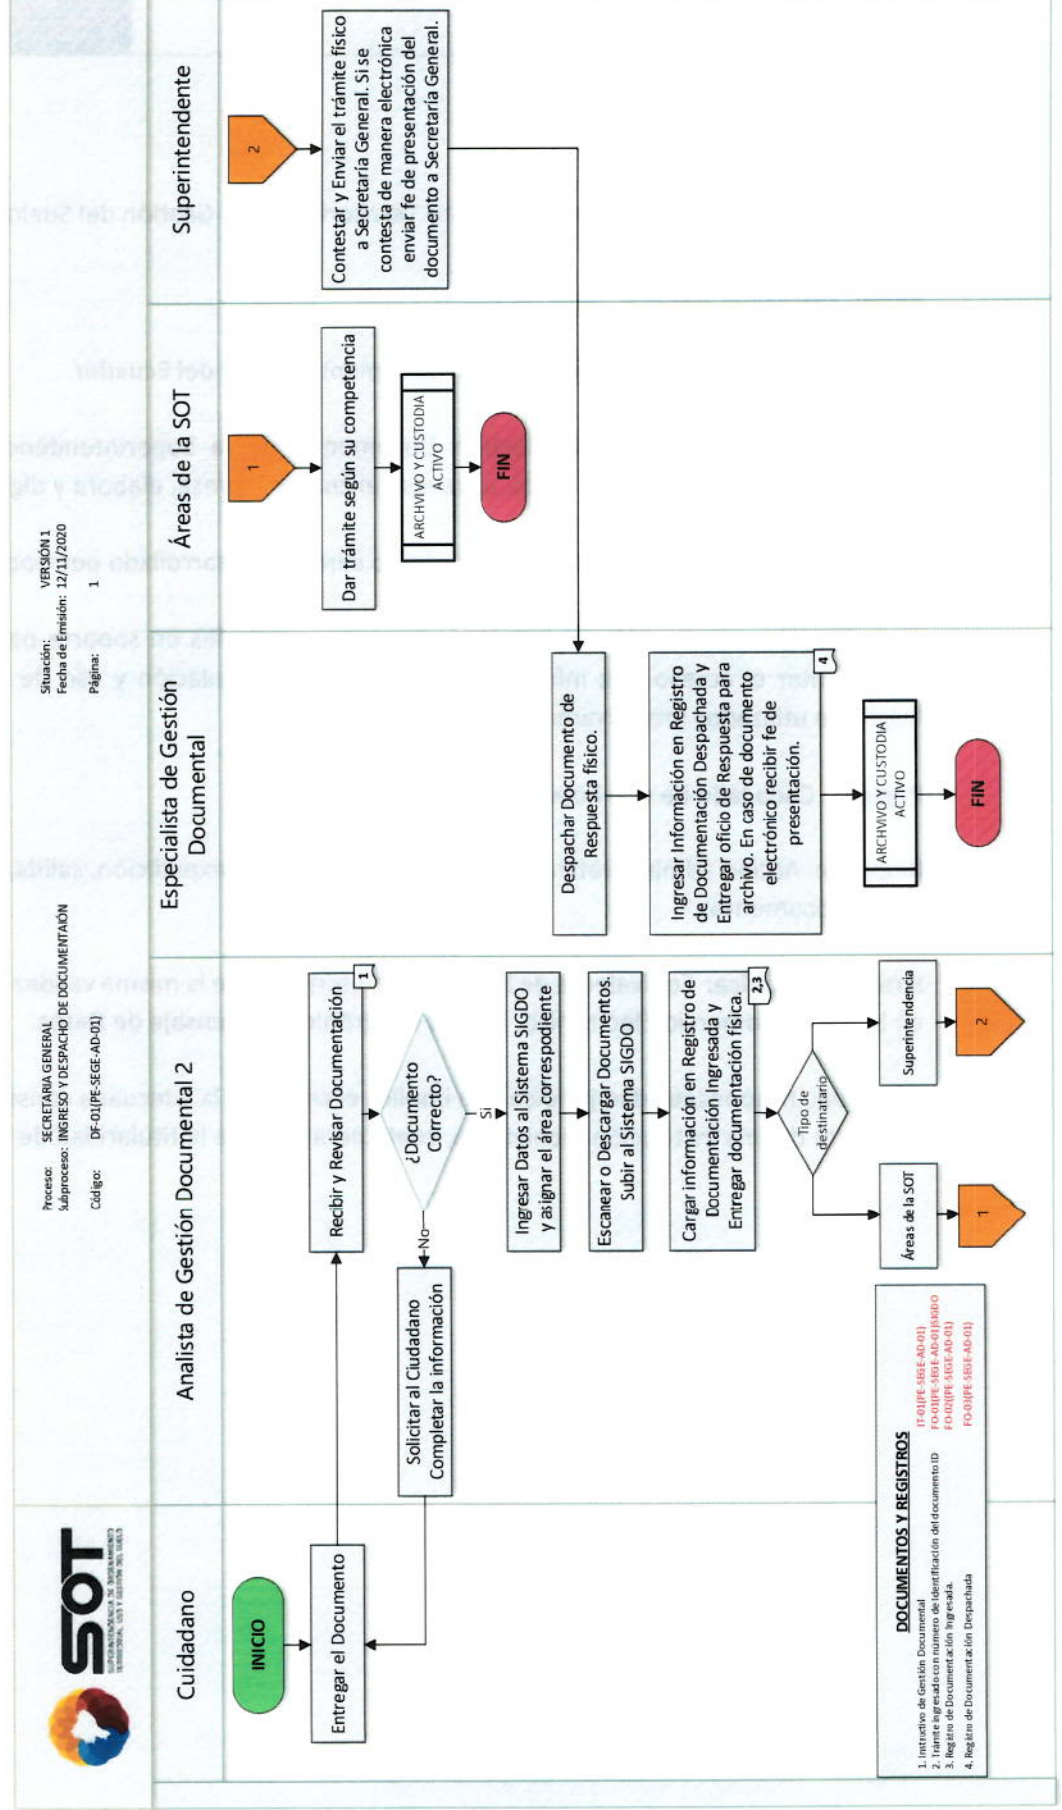 SOT
SUPERINTENDENCIA DE ORDENAMIENTO
TERRITORIAL, USO Y GESTIÓN DEL SUELO
Proceso: SECRETARIA GENERAL
Subproceso: INGRESO Y DESPACHO DE DOCUMENTAIÓN
Código: DF-01(PE-SEGE-AD-01)
Situación: VERSIÓN 1
Fecha de Emisión: 12/11/2020
Página: 1
Cuidadano
INICIO
Entregar el Documento
Analista de Gestión Documental 2
Recibir y Revisar Documentación
1
¿Documento
Correcto?
No
Solicitar al Ciudadano
Completar la información
Si
Ingresar Datos al Sistema SIGDO
y asignar el área correspodiente
Escanear o Descargar Documentos
Subir al Sistema SIGDO
Cargar información en Registro de
Documentación Ingresada y
Entregar documentación física.
2,3
Tipo de
destinatario
Áreas de la SOT
1
Superintendencia
2
Especialista de Gestión
Documental
Despachar Documento de
Respuesta físico.
Ingresar Información en Registro
de Documentación Despachada y
Entregar oficio de Respuesta para
archivo. En caso de documento
electrónico recibir fe de
presentación.
4
ARCHVIVO Y CUSTODIA
ACTIVO
FIN
Áreas de la SOT
1
Dar trámite según su competencia
ARCHVIVO Y CUSTODIA
ACTIVO
FIN
Superintendente
2
Contestar y Enviar el trámite físico
a Secretaría General. Si se
contesta de manera electrónica
enviar fe de presentación del
documento a Secretaría General.
DOCUMENTOS Y REGISTROS
1. Instructivo de Gestión Documental IT-01(PE-SEGE-AD-01)
2. Trámite ingresado con número de Identificación del documento ID FO-01(PE-SEGE-AD-01)SIGDO
3. Registro de Documentación Ingresada. FO-02((PE-SEGE-AD-01)
4. Registro de Documentación Despachada FO-03(PE-SEGE-AD-01)